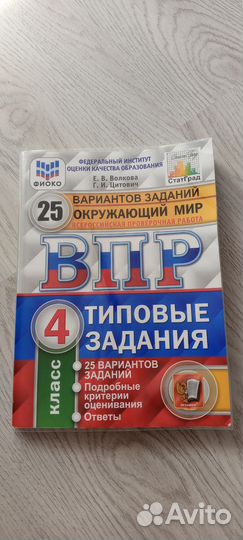 ФИОКО
ФЕДЕРАЛЬНЫЙ ИНСТИТУТ
ОЦЕНКИ КАЧЕСТВА ОБРАЗОВАНИЯ
Е. В. Волкова
Г. И. Цитович
СтатГрад
25
ВАРИАНТОВ ЗАДАНИЙ
ОКРУЖАЮЩИЙ МИР
ВСЕРОССИЙСКАЯ ПРОВЕРОЧНАЯ РАБОТА
ВПР
4
КЛАСС
ТИПОВЫЕ
ЗАДАНИЯ
• 25 ВАРИАНТОВ
ЗАДАНИЙ
• Подробные
критерии
оценивания
• Ответы
Avito